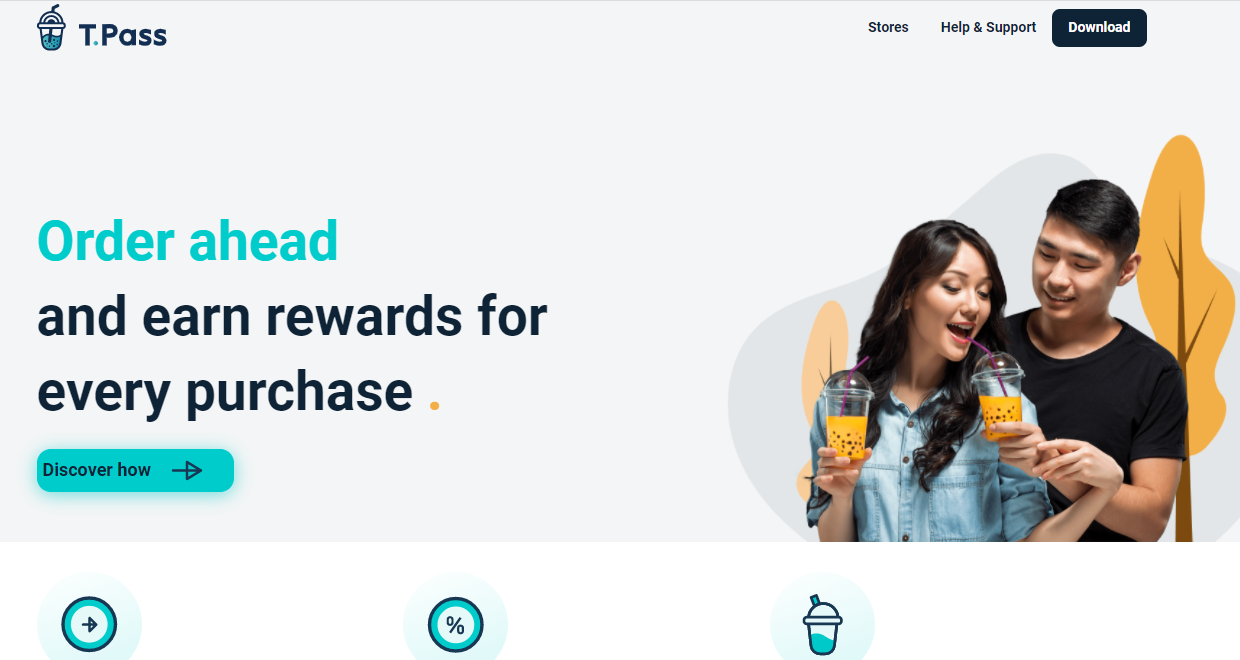 T.Pass
Stores
Help & Support
Download
Order ahead
and earn rewards for
every purchase .
Discover how
%